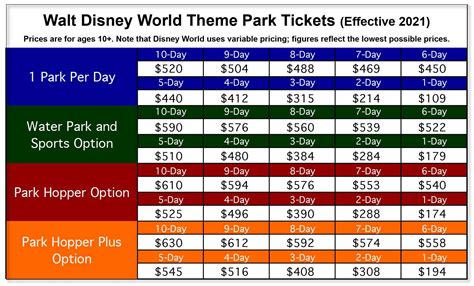 Walt Disney World Theme Park Tickets (Effective 2021)
Prices are for ages 10+. Note that Disney World uses variable pricing; figures reflect the lowest possible prices.
1 Park Per Day
10-Day 9-Day 8-Day 7-Day 6-Day
$520 $504 $488 $469 $450
5-Day 4-Day 3-Day 2-Day 1-Day
$440 $412 $315 $214 $109
Water Park and
Sports Option
10-Day 9-Day 8-Day 7-Day 6-Day
$590 $576 $560 $539 $522
5-Day 4-Day 3-Day 2-Day 1-Day
$510 $480 $384 $284 $179
Park Hopper Option
10-Day 9-Day 8-Day 7-Day 6-Day
$610 $594 $576 $553 $540
5-Day 4-Day 3-Day 2-Day 1-Day
$525 $496 $390 $288 $174
Park Hopper Plus
Option
10-Day 9-Day 8-Day 7-Day 6-Day
$630 $612 $592 $574 $558
5-Day 4-Day 3-Day 2-Day 1-Day
$545 $516 $408 $308 $194